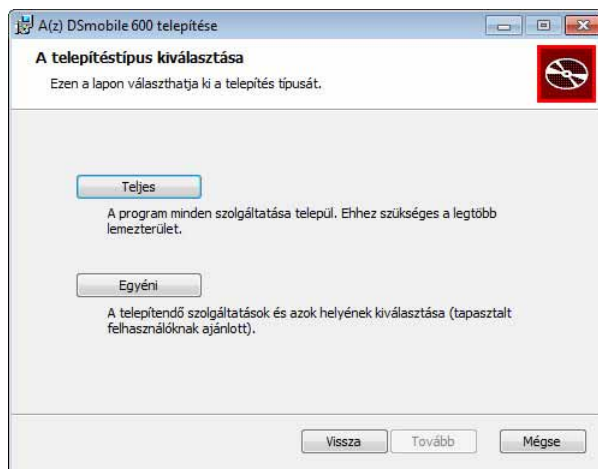 A(z) DSmobile 600 telepítése
A telepítéstípus kiválasztása
Ezen a lapon választhatja ki a telepítés típusát.
Teljes
A program minden szolgáltatása települ. Ehhez szükséges a legtöbb
lemezterület.
Egyéni
A telepítendő szolgáltatások és azok helyének kiválasztása (tapasztalt
felhasználóknak ajánlott).
Vissza
Tovább
Mégse